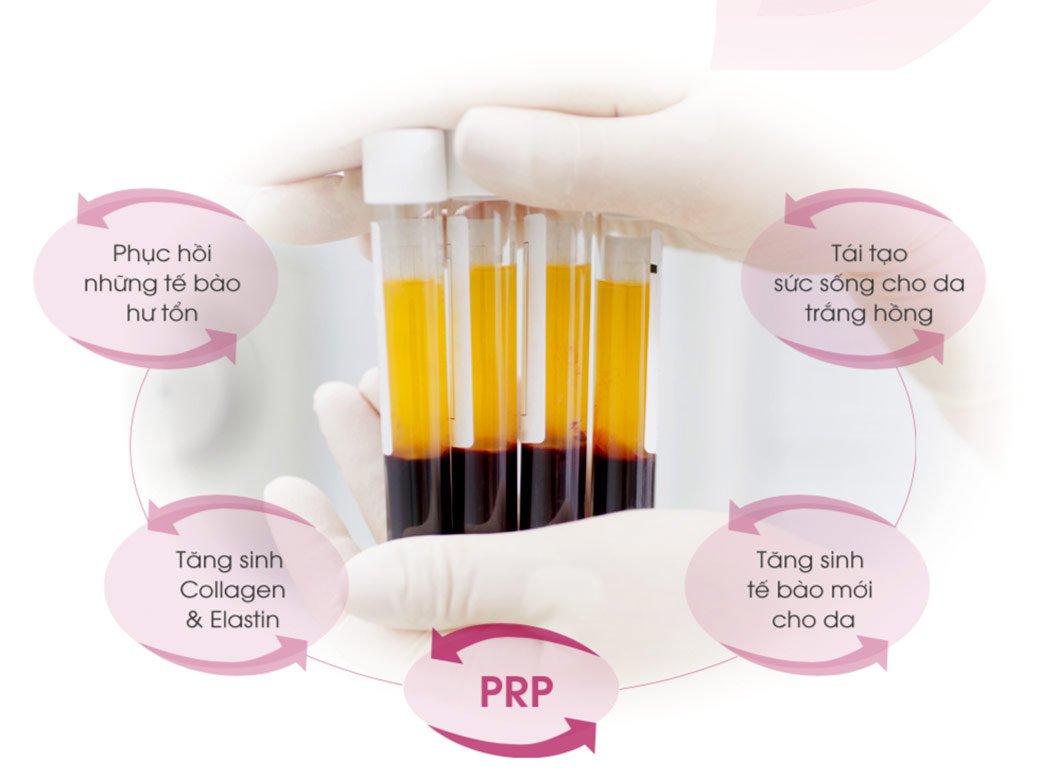 Phục hồi
những tế bào
hư tổn
Tái tạo
sức sống cho da
trắng hồng
Tăng sinh
Collagen
& Elastin
Tăng sinh
tế bào mới
cho da
PRP